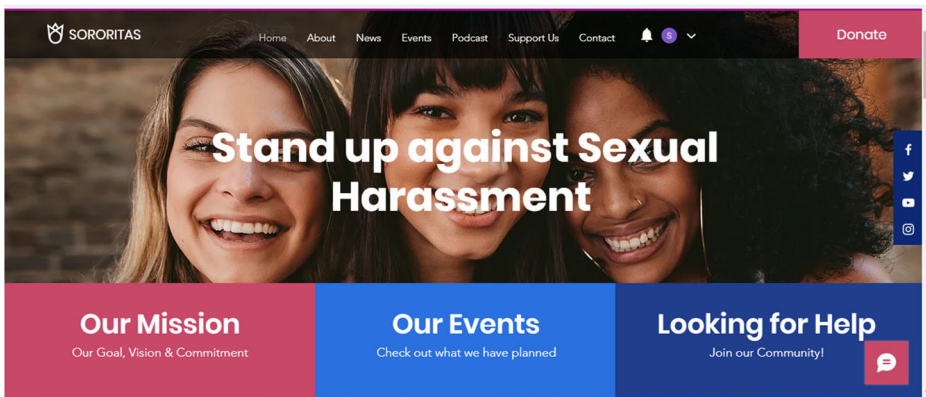 SORORITAS
Home About News Events Podcast Support Us Contact S Donate
Stand up against Sexual
Harassment
Our Mission Our Events Looking for Help
Our Goal, Vision & Commitment Check out what we have planned Join our Community!